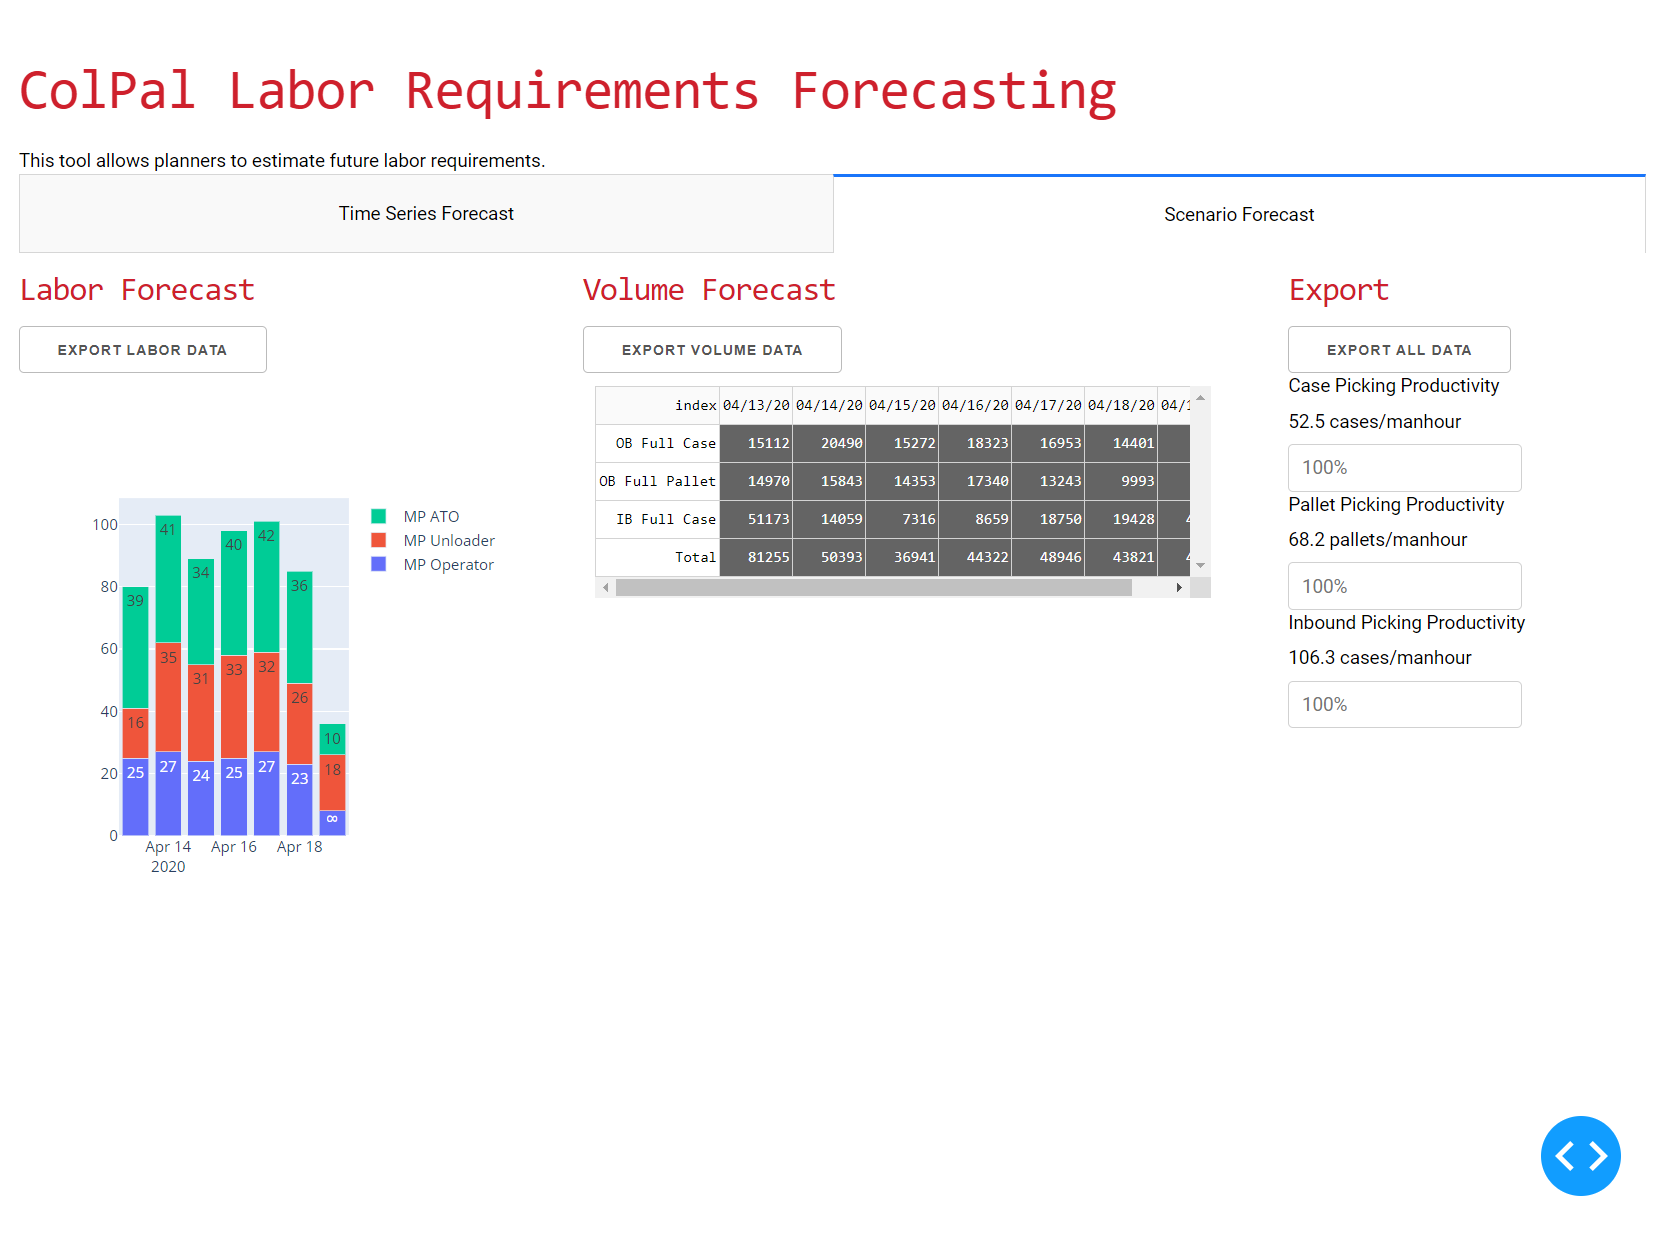 ColPal Labor Requirements Forecasting
This tool allows planners to estimate future labor requirements.
Time Series Forecast
Scenario Forecast
Labor Forecast
EXPORT LABOR DATA
100
80
60
40
20
0
39
16
25
41
35
27
34
31
24
40
33
25
42
32
27
36
26
23
10
18
8
Apr 14
2020
Apr 16
Apr 18
MP ATO
MP Unloader
MP Operator
Volume Forecast
EXPORT VOLUME DATA
index 04/13/20 04/14/20 04/15/20 04/16/20 04/17/20 04/18/20
OB Full Case 15112 20490 15272 18323 16953 14401
OB Full Pallet 14970 15843 14353 17340 13243 9993
IB Full Case 51173 14059 7316 8659 18750 19428
Total 81255 50393 36941 44322 48946 43821
Export
EXPORT ALL DATA
Case Picking Productivity
52.5 cases/manhour
100%
Pallet Picking Productivity
68.2 pallets/manhour
100%
Inbound Picking Productivity
106.3 cases/manhour
100%